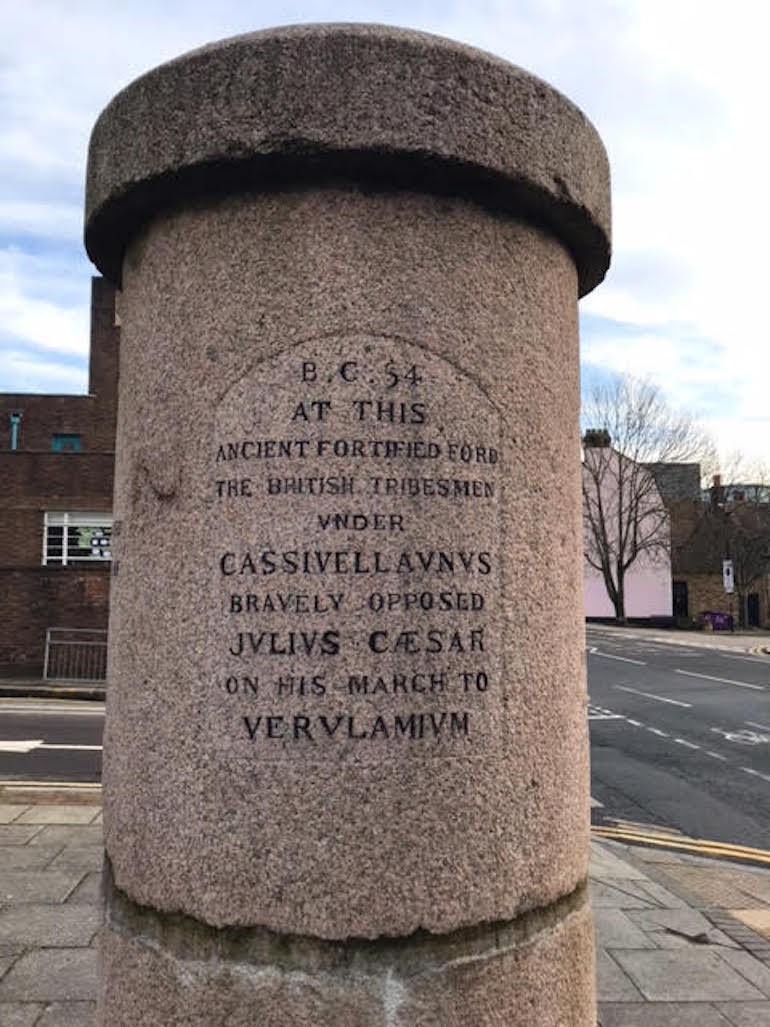 B.C.54
AT THIS
ANCIENT FORTIFIED FORD
THE BRITISH TRIBESMEN
VNDER
CASSIVELLAVNVS
BRAVELY OPPOSED
JVLIVS CÆSAR
ON HIS MARCH TO
VERVLAMIVM